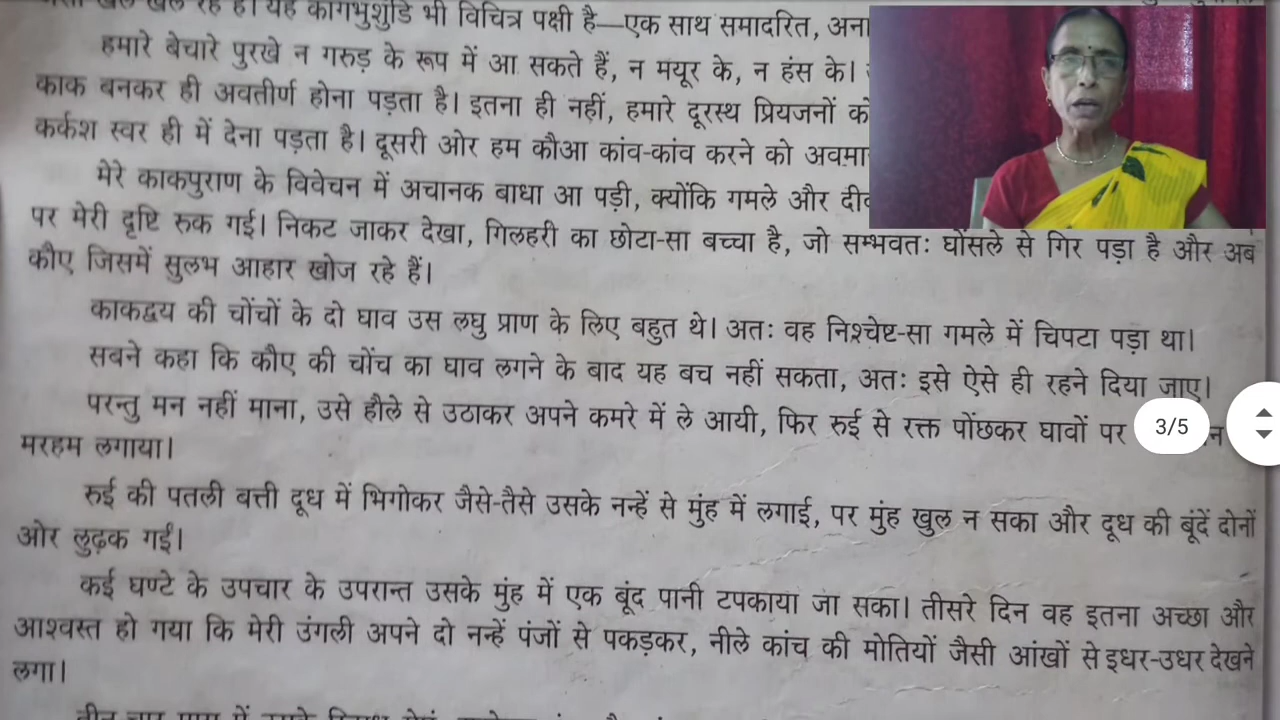 खेल रहे हैं। यह कागभुशुंडि भी विचित्र पक्षी है—एक साथ समादरित,
हमारे बेचारे पुरखे न गरुड़ के रूप में आ सकते हैं, न मयूर के, न हंस के।
काक बनकर ही अवतीर्ण होना पड़ता है। इतना ही नहीं, हमारे दूरस्थ प्रियजनों
कर्कश स्वर ही में देना पड़ता है। दूसरी ओर हम कौआ कांव-कांव करने को
मेरे काकपुराण के विवेचन में अचानक बाधा आ पड़ी, क्योंकि गमले और
पर मेरी दृष्टि रुक गई। निकट जाकर देखा, गिलहरी का छोटा-सा बच्चा है, जो सम्भवतः घोंसले से गिर पड़ा है और अब
कौए जिसमें सुलभ आहार खोज रहे हैं।
काकद्वय की चोंचों के दो घाव उस लघु प्राण के लिए बहुत थे। अतः वह निश्चेष्ट-सा गमले में चिपटा पड़ा था।
सबने कहा कि कौए की चोंच का घाव लगने के बाद यह बच नहीं सकता, अतः इसे ऐसे ही रहने दिया जाए।
परन्तु मन नहीं माना, उसे हौले से उठाकर अपने कमरे में ले आयी, फिर रुई से रक्त पोंछकर घावों पर
3/5
मरहम लगाया।
रुई की पतली बत्ती दूध में भिगोकर जैसे-तैसे उसके नन्हें से मुंह में लगाई, पर मुंह खुल न सका और दूध की बूंदें दोनों
ओर लुढ़क गईं।
कई घण्टे के उपचार के उपरान्त उसके मुंह में एक बूंद पानी टपकाया जा सका। तीसरे दिन वह इतना अच्छा और
आश्वस्त हो गया कि मेरी उंगली अपने दो नन्हें पंजों से पकड़कर, नीले कांच की मोतियों जैसी आंखों से इधर-उधर देखने
लगा।